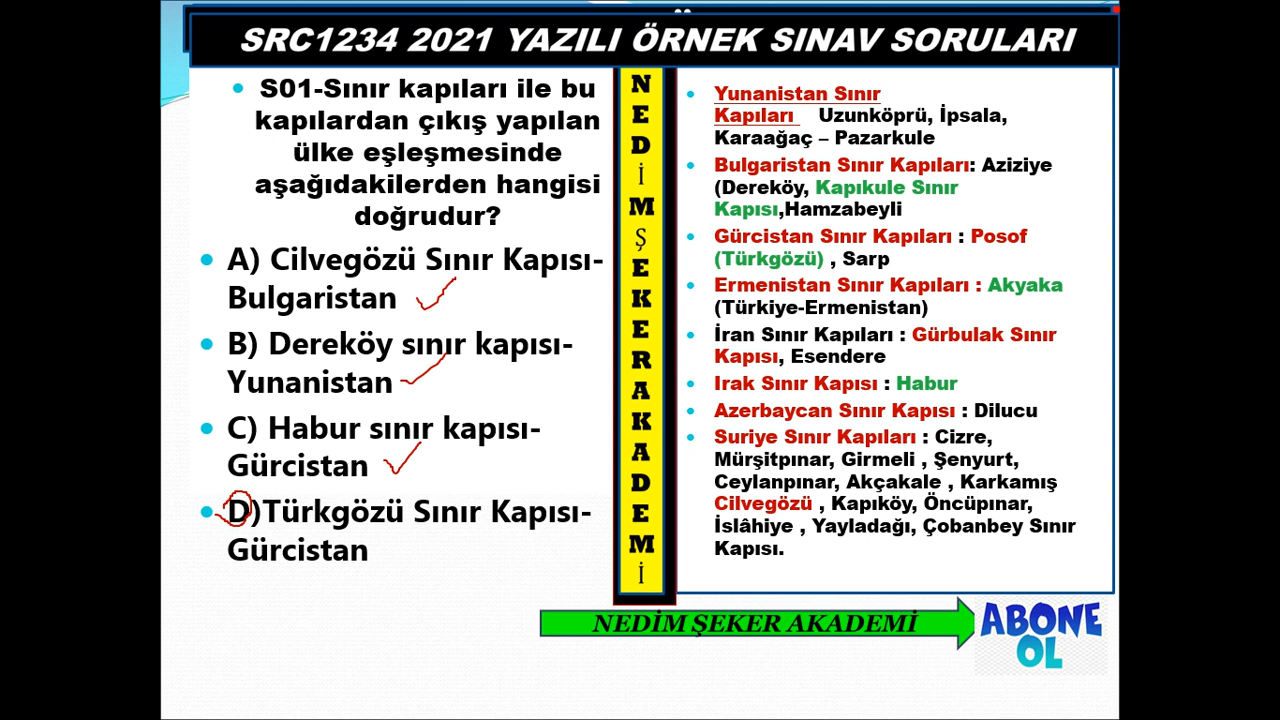 SRC1234 2021 YAZILI ÖRNEK SINAV SORULARI
S01-Sınır kapıları ile bu
kapılardan çıkış yapılan
ülke eşleşmesinde
aşağıdakilerden hangisi
doğrudur?
A) Cilvegözü Sınır Kapısı-
Bulgaristan
B) Dereköy sınır kapısı-
Yunanistan
C) Habur sınır kapısı-
Gürcistan
D)Türkgözü Sınır Kapısı-
Gürcistan
NEDİMŞEKERAKADEMİ
Yunanistan Sınır
Kapıları Uzunköprü, İpsala,
Karaağaç – Pazarkule
Bulgaristan Sınır Kapıları: Aziziye
(Dereköy, Kapıkule Sınır
Kapısı,Hamzabeyli
Gürcistan Sınır Kapıları : Posof
(Türkgözü) , Sarp
Ermenistan Sınır Kapıları : Akyaka
(Türkiye-Ermenistan)
İran Sınır Kapıları : Gürbulak Sınır
Kapısı, Esendere
Irak Sınır Kapısı : Habur
Azerbaycan Sınır Kapısı : Dilucu
Suriye Sınır Kapıları : Cizre,
Mürşitpınar, Girmeli , Şenyurt,
Ceylanpınar, Akçakale , Karkamış
Cilvegözü , Kapıköy, Öncüpınar,
İslâhiye , Yayladağı, Çobanbey Sınır
Kapısı.
NEDİM ŞEKER AKADEMİ
ABONE
OL